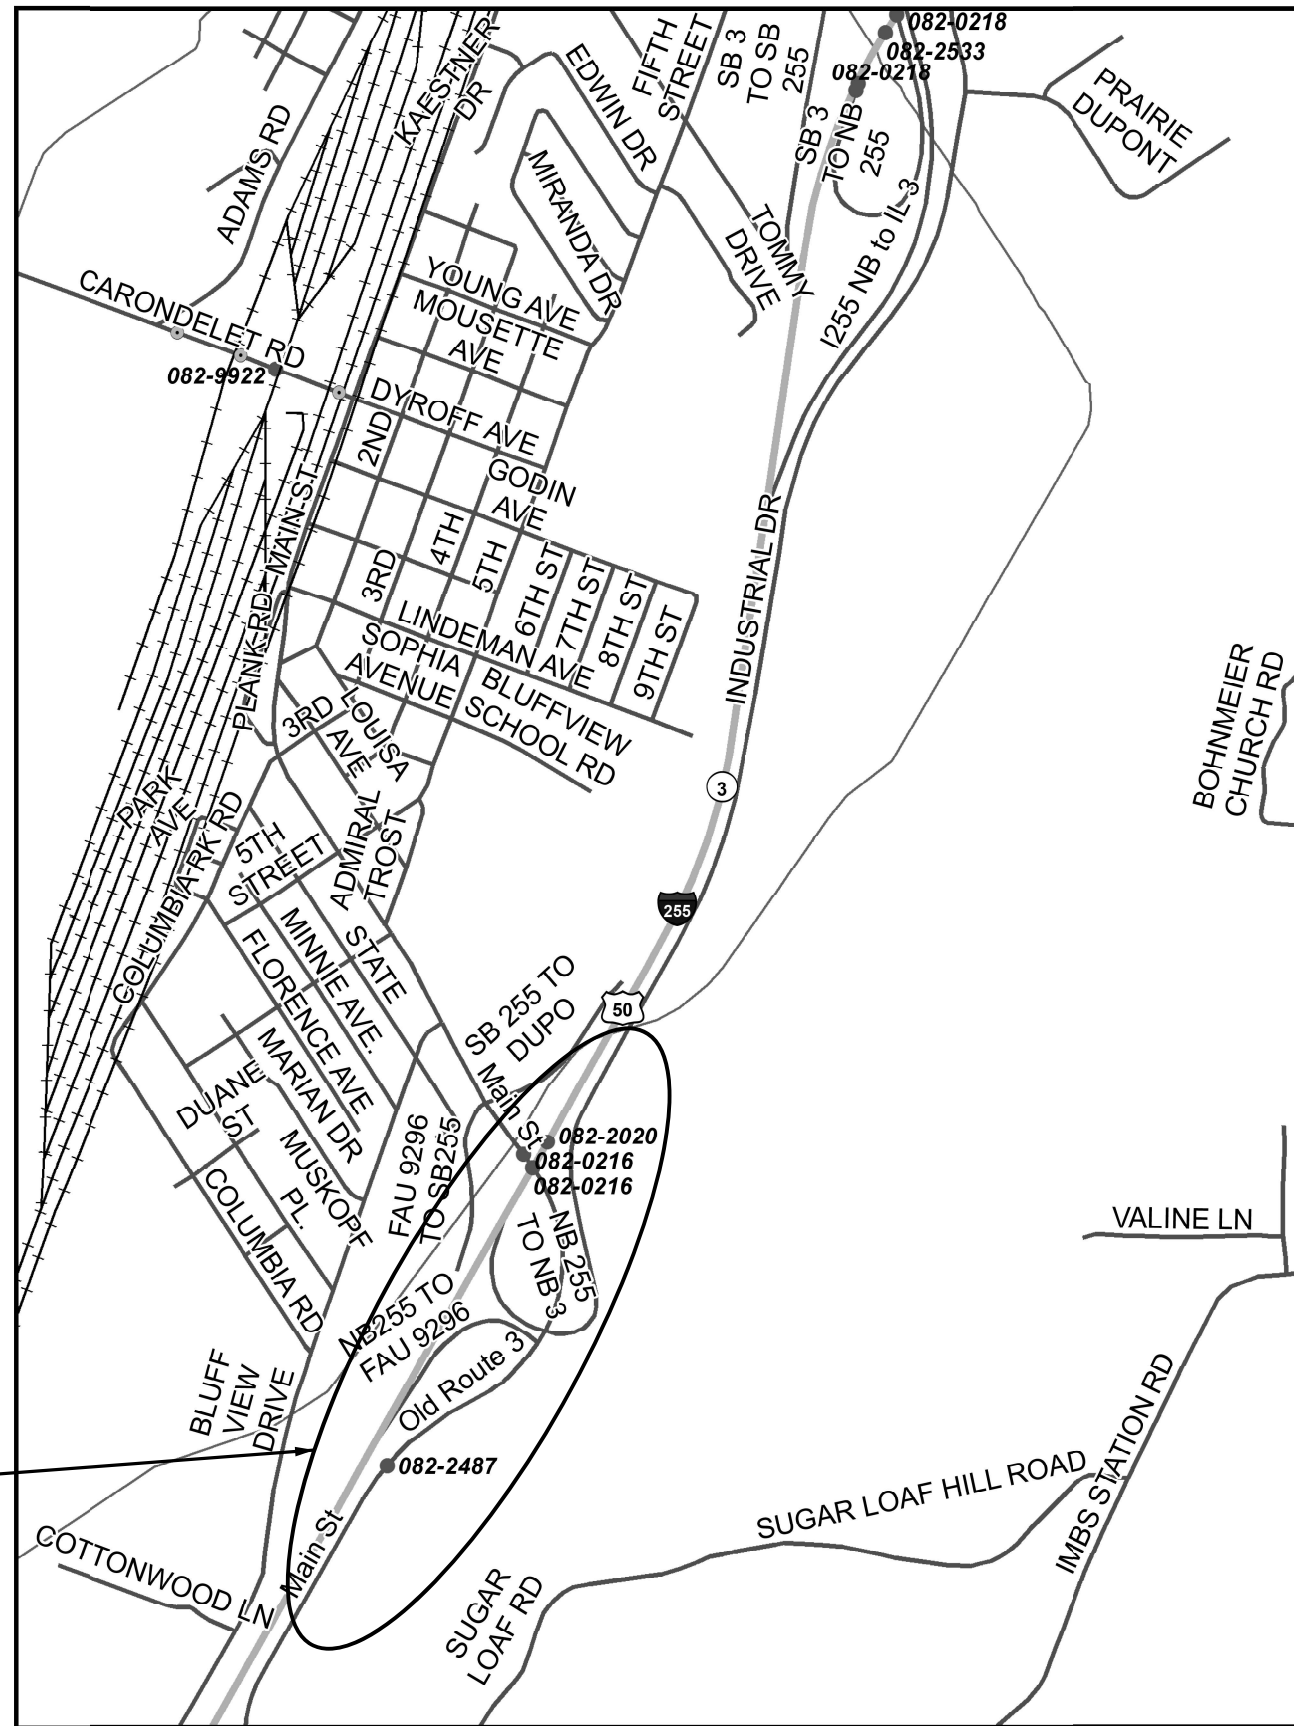 082-0218
082-2533
082-0218
KAESTNER
DR
ADAMS RD
EDWIN DR
FIFTH
STREET
SB 3
TO SB
255
SB 3
TO NB
255
PRAIRIE
DUPONT
MIRANDA DR
TOMMY
DRIVE
I255 NB to IL 3
CARONDELET RD
082-9922
YOUNG AVE
MOUSETTE
AVE
DYROFF AVE
2ND
GODIN
AVE
MAIN ST
PLANK RD
3RD
4TH
5TH
6TH ST
7TH ST
8TH ST
9TH ST
LINDEMAN AVE
SOPHIA
AVENUE
BLUFFVIEW
SCHOOL RD
INDUSTRIAL DR
BOHNMEIER
CHURCH RD
3RD
AVE
LOUISA
3
PARK
AVE
COLUMBIA RD
PARK RD
5TH
STREET
ADMIRAL
TROST
255
MINNIE AVE.
STATE
FLORENCE AVE
MARIAN DR
SB 255 TO
DUPO
50
DUANE
ST
MUSKOPF
PL.
COLUMBIA RD
Main St
FAU 9296
TO SB255
082-2020
082-0216
082-0216
NB 255
TO NB 3
VALINE LN
NB255 TO
FAU 9296
Old Route 3
BLUFF
VIEW
DRIVE
082-2487
Main St
COTTONWOOD LN
SUGAR
LOAF RD
SUGAR LOAF HILL ROAD
IMBS STATION RD